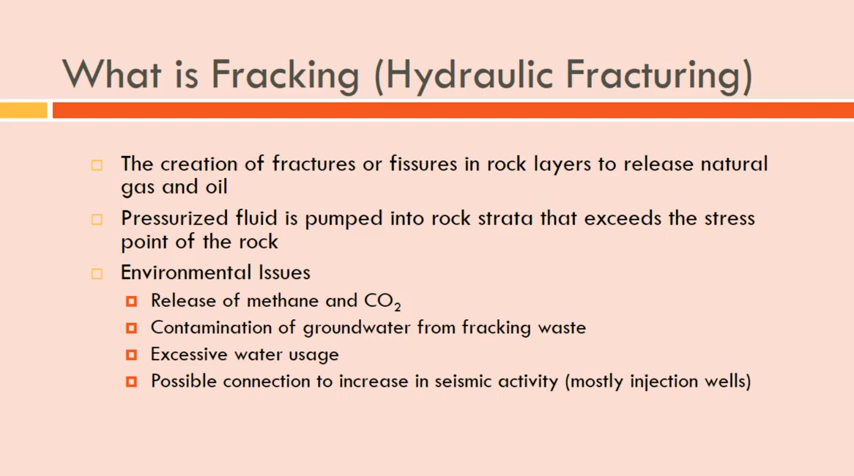 What is Fracking (Hydraulic Fracturing)
The creation of fractures or fissures in rock layers to release natural
gas and oil
Pressurized fluid is pumped into rock strata that exceeds the stress
point of the rock
Environmental Issues
Release of methane and CO₂
Contamination of groundwater from fracking waste
Excessive water usage
Possible connection to increase in seismic activity (mostly injection wells)